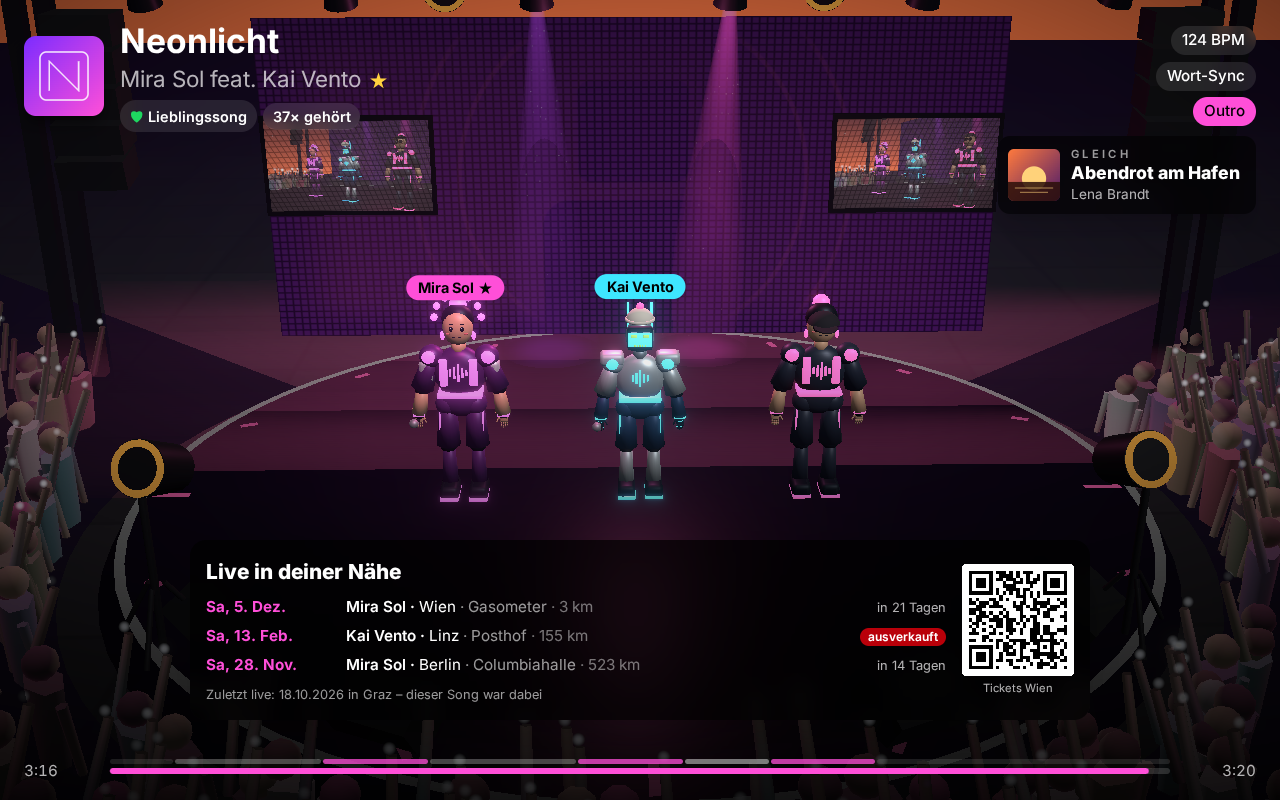 Neonlicht
Mira Sol feat. Kai Vento ★
Lieblingssong
37× gehört
124 BPM
Wort-Sync
Outro
GLEICH
Abendrot am Hafen
Lena Brandt
Mira Sol ★
Kai Vento
Live in deiner Nähe
Sa, 5. Dez. Mira Sol · Wien · Gasometer · 3 km in 21 Tagen
Sa, 13. Feb. Kai Vento · Linz · Posthof · 155 km ausverkauft
Sa, 28. Nov. Mira Sol · Berlin · Columbiahalle · 523 km in 14 Tagen
Zuletzt live: 18.10.2026 in Graz – dieser Song war dabei
Tickets Wien
3:16
3:20